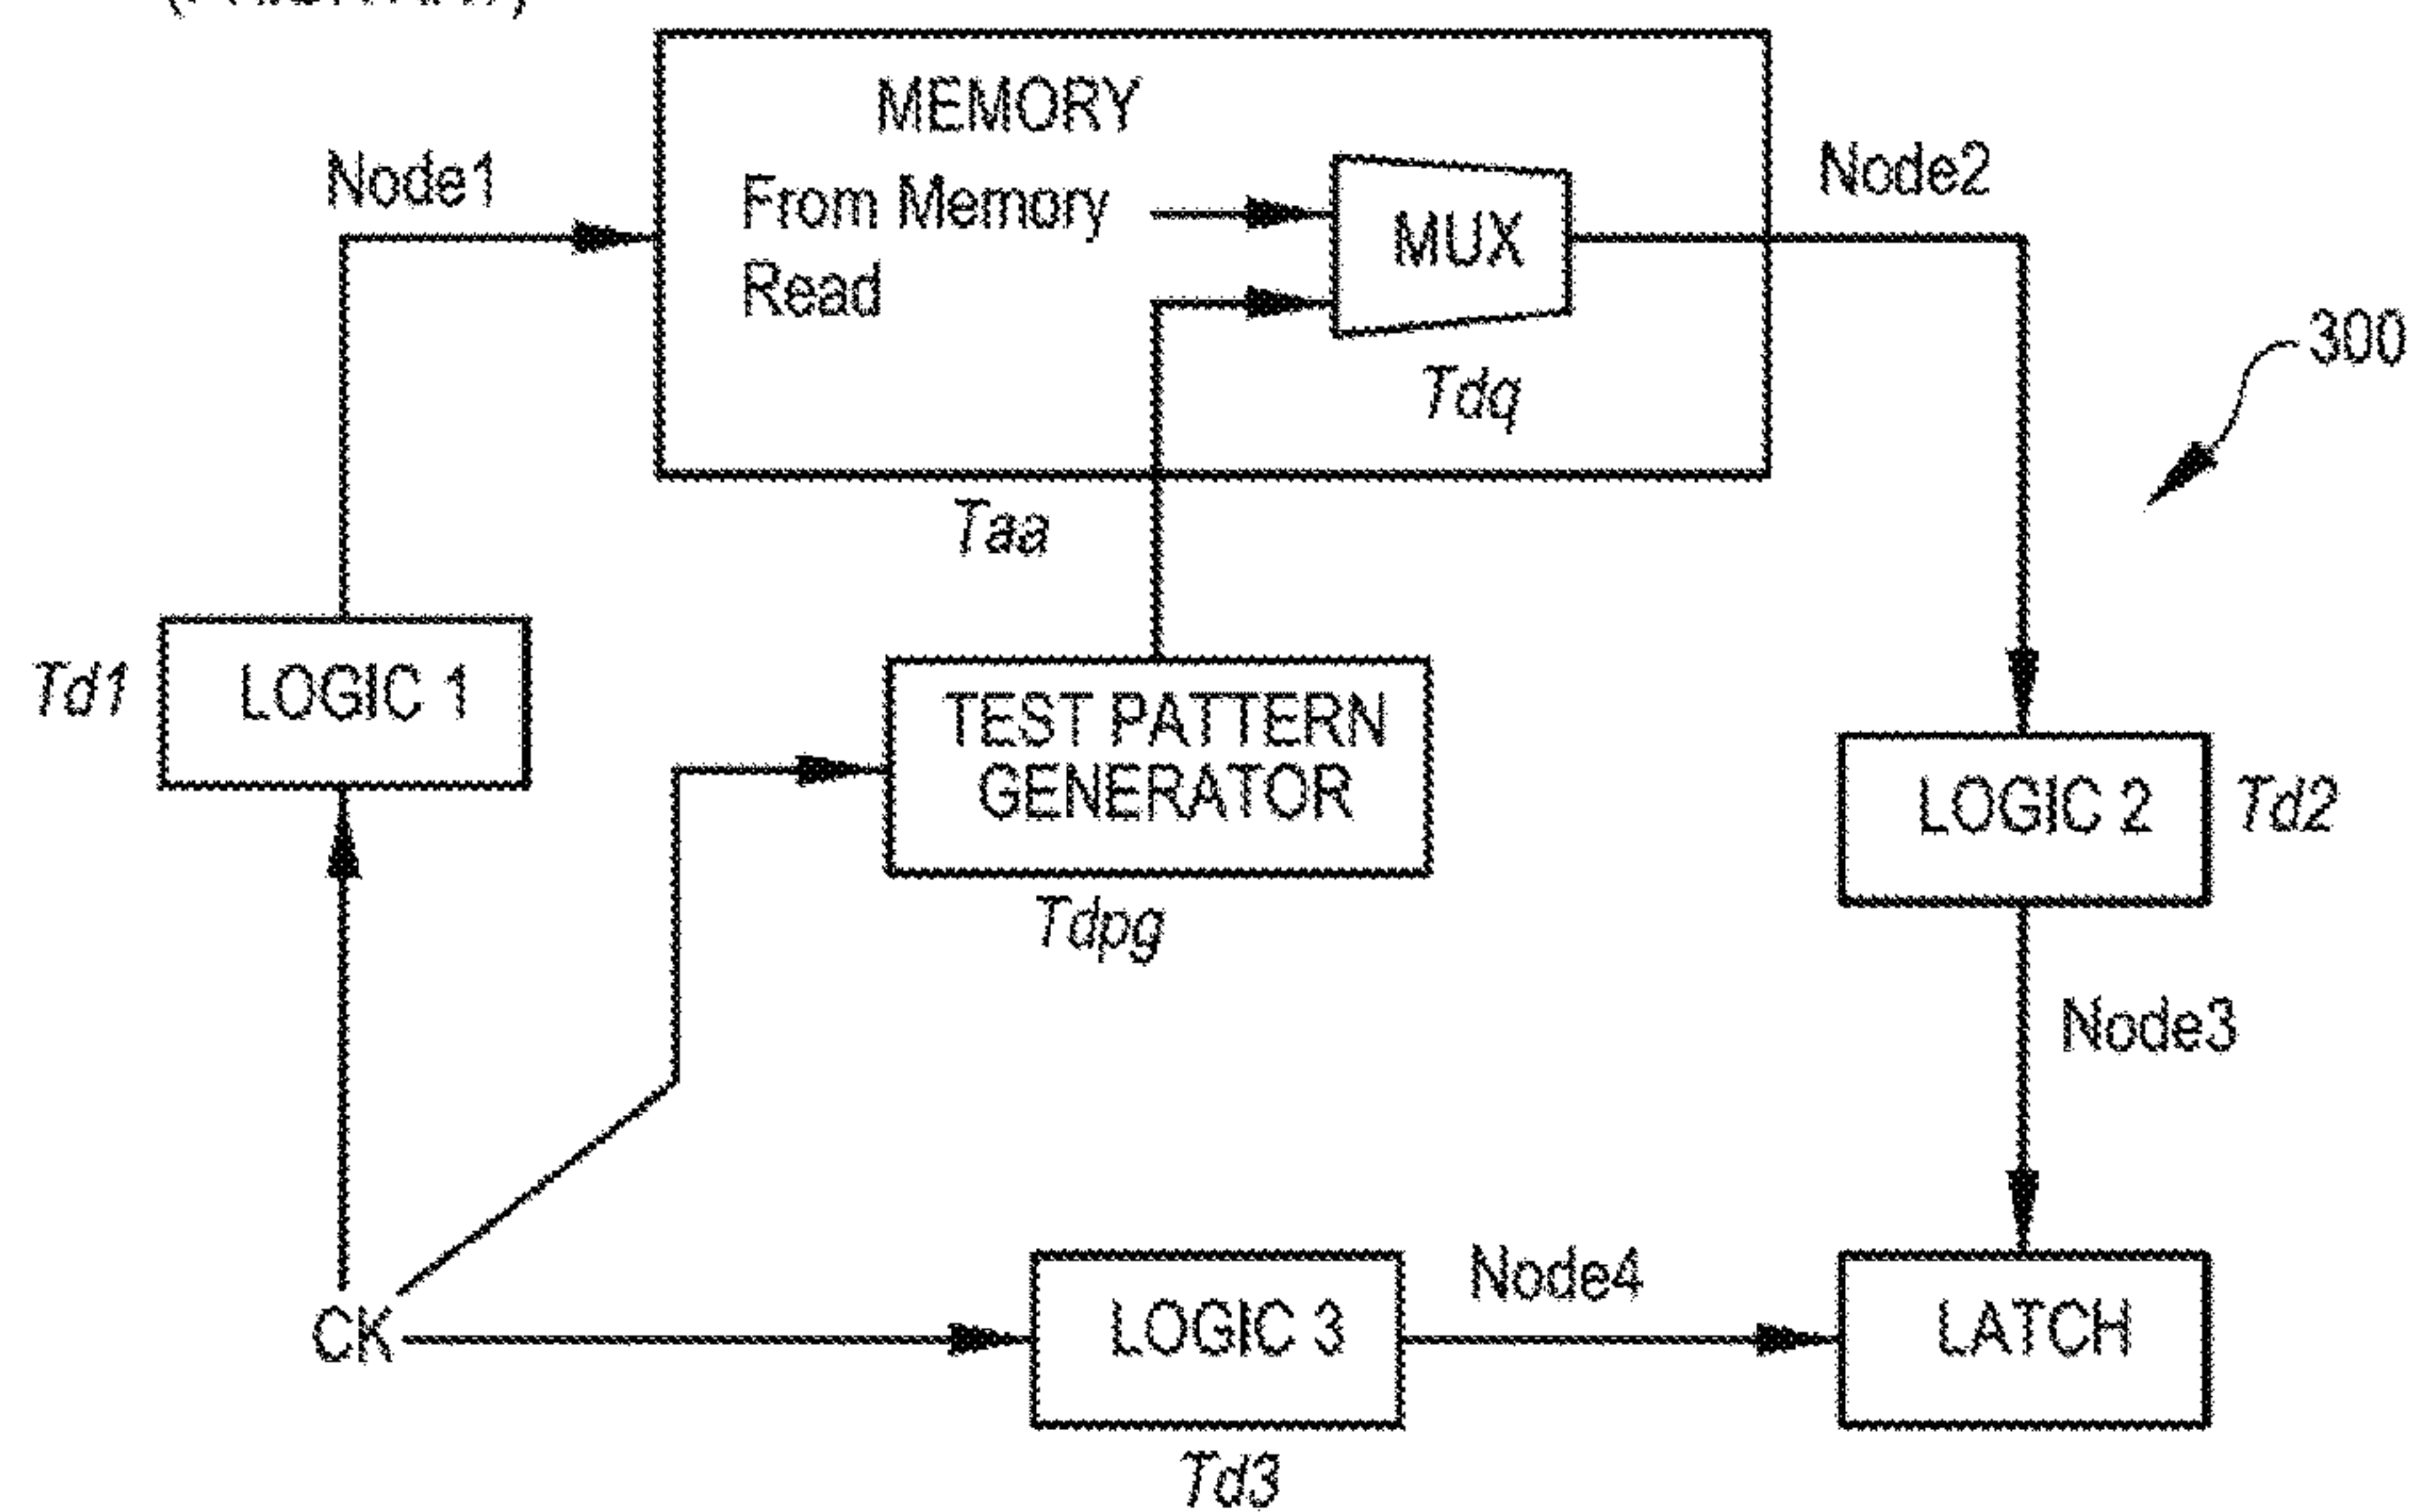 MEMORY
Node1
From Memory
Read
MUX
Node2
Tdq
300
Taa
Td1
LOGIC 1
TEST PATTERN
GENERATOR
Tdpg
LOGIC 2
Td2
Node3
CK
LOGIC 3
Node4
LATCH
Td3